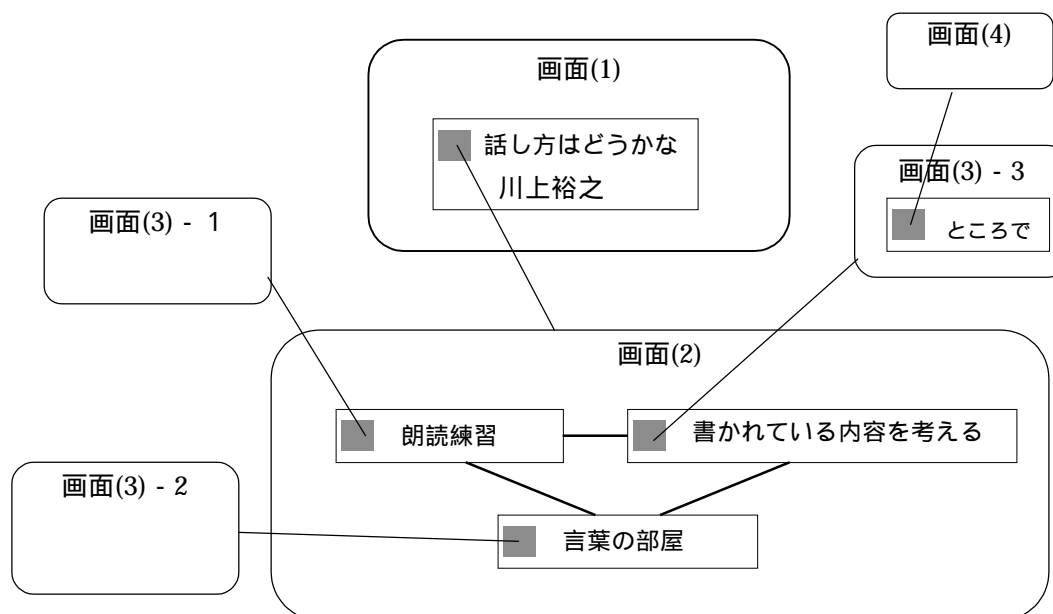 画面(4)
画面(1)
話し方はどうかな
川上裕之
画面(3) - 3
ところで
画面(3) - 1
画面(2)
朗読練習
書かれている内容を考える
画面(3) - 2
言葉の部屋